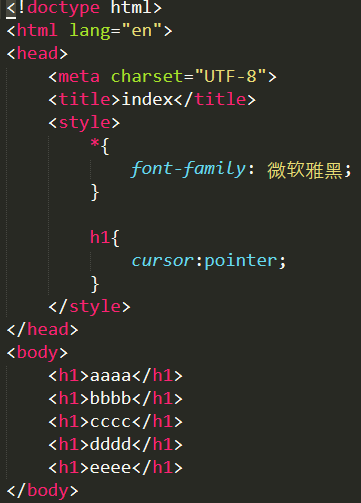 <!doctype html>
<html lang="en">
<head>
    <meta charset="UTF-8">
    <title>index</title>
    <style>
        *{
            font-family: 微软雅黑;
        }

        h1{
            cursor:pointer;
        }
    </style>
</head>
<body>
    <h1>aaaa</h1>
    <h1>bbbb</h1>
    <h1>cccc</h1>
    <h1>dddd</h1>
    <h1>eeee</h1>
</body>